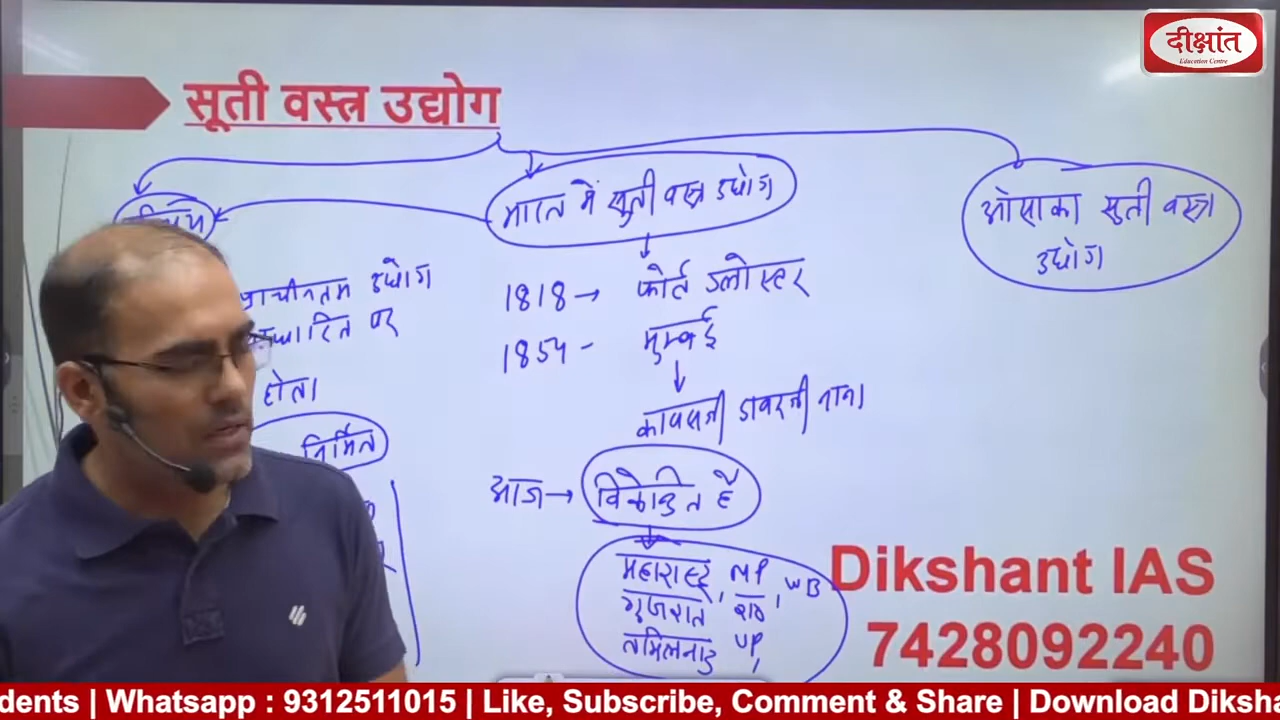 दीक्षांत
Education Centre
सूती वस्त्र उद्योग
भारत में सूती वस्त्र उद्योग
ओसाका सूती वस्त्र
उद्योग
प्राचीनतम उद्योग
आधारित पर
होता
निर्मित
1818→ फोर्ट ग्लोस्टर
1854- मुम्बई
कावसजी डावरजी नाना
आज→ विकेन्द्रित है
महाराष्ट्र, MP, WB
गुजरात राज
तमिलनाडु UP,
Dikshant IAS
7428092240
dents | Whatsapp : 9312511015 | Like, Subscribe, Comment & Share | Download Diksha